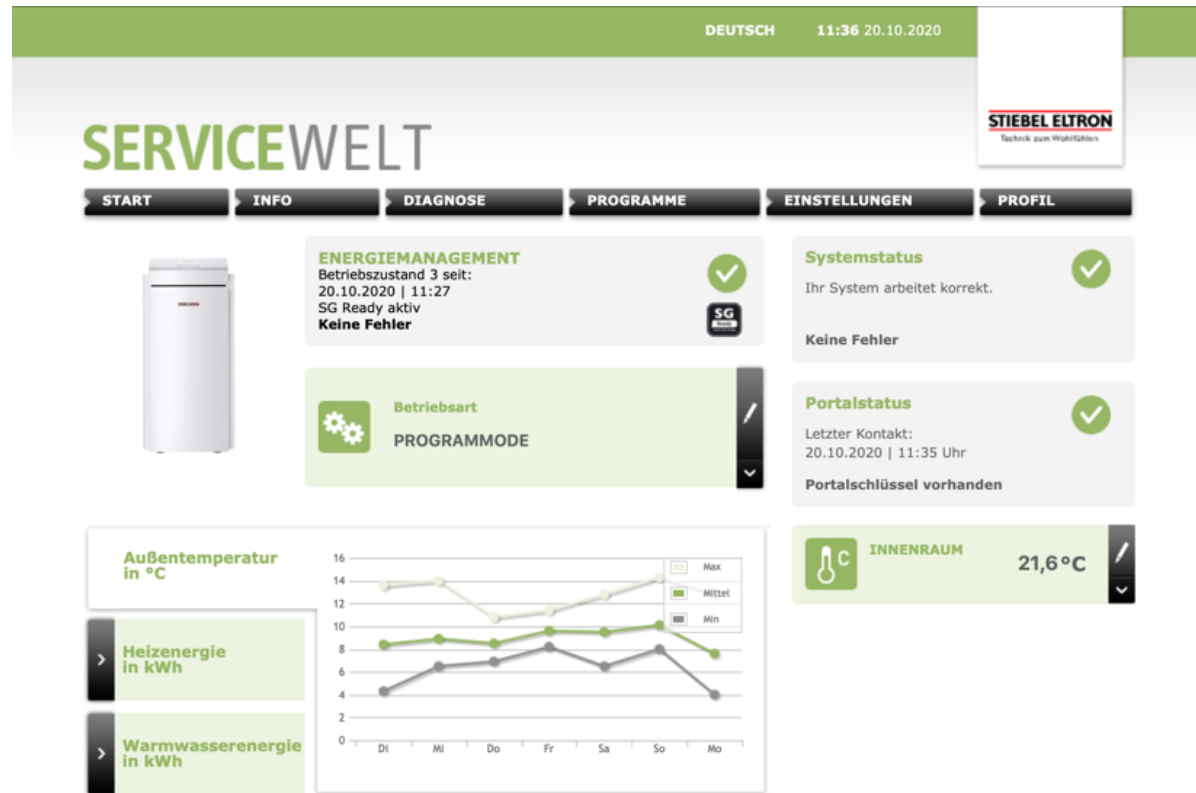 DEUTSCH 11:36 20.10.2020
STIEBEL ELTRON
Technik zum Wohlfühlen
SERVICEWELT
START INFO DIAGNOSE PROGRAMME EINSTELLUNGEN PROFIL
ENERGIEMANAGEMENT
Betriebszustand 3 seit:
20.10.2020 | 11:27
SG Ready aktiv
Keine Fehler
SG
Ready
Systemstatus
Ihr System arbeitet korrekt.
Keine Fehler
Betriebsart
PROGRAMMODE
Portalstatus
Letzter Kontakt:
20.10.2020 | 11:35 Uhr
Portalschlüssel vorhanden
INNENRAUM 21,6°C
C
Außentemperatur
in °C
Heizenergie
in kWh
Warmwasserenergie
in kWh
16
14
12
10
8
6
4
2
0
Max
Mittel
Min
Di Mi Do Fr Sa So Mo